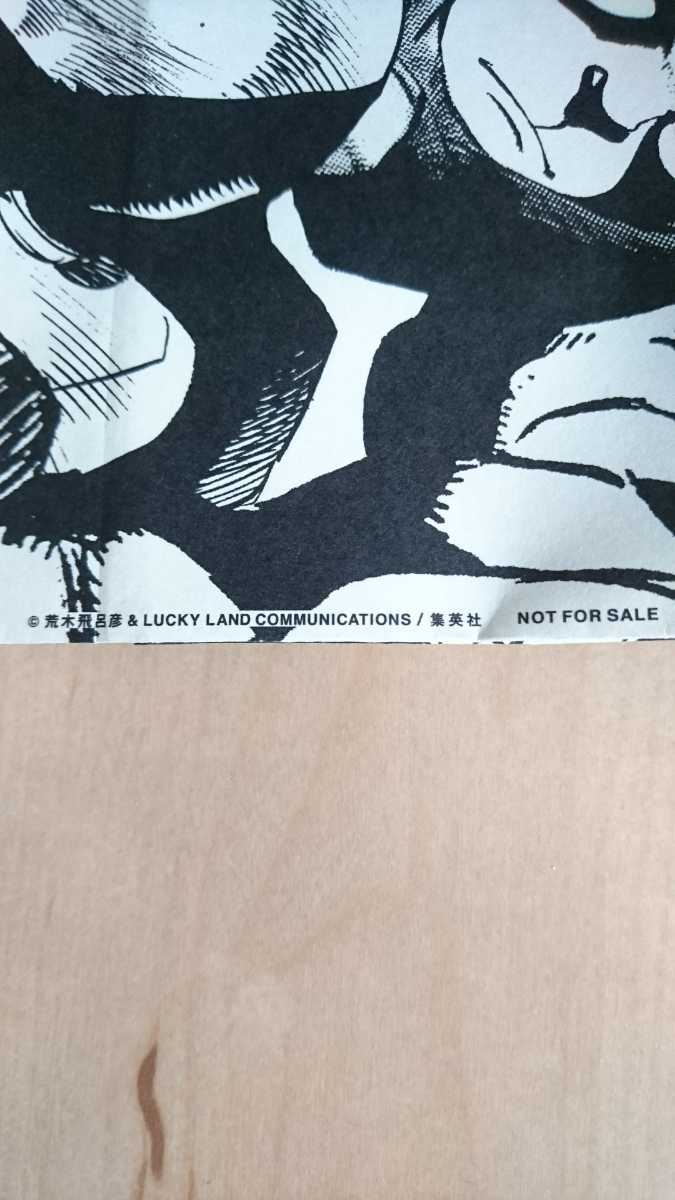 © 荒木飛呂彦 & LUCKY LAND COMMUNICATIONS / 集英社 NOT FOR SALE